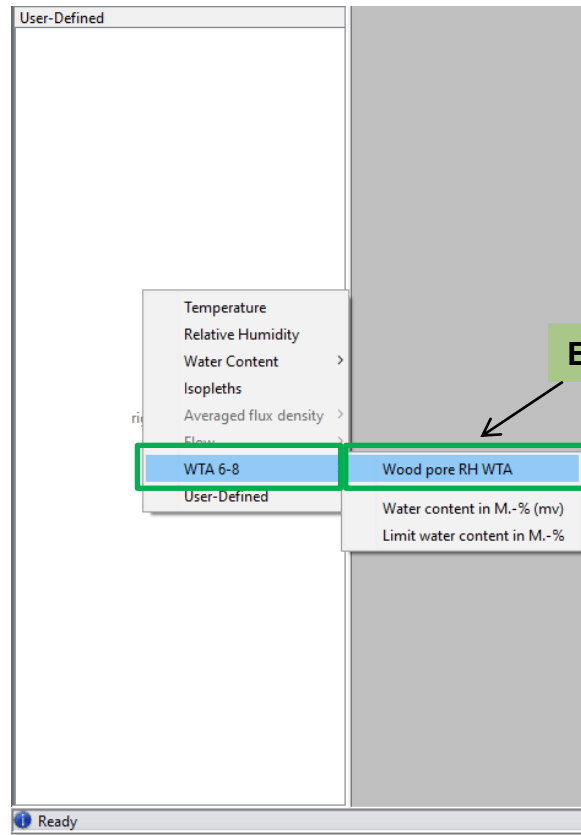 User-Defined
Temperature
Relative Humidity
Water Content
Isopleths
Averaged flux density
Flow
WTA 6-8
User-Defined
E
Wood pore RH WTA
Water content in M.-% (mv)
Limit water content in M.-%
Ready